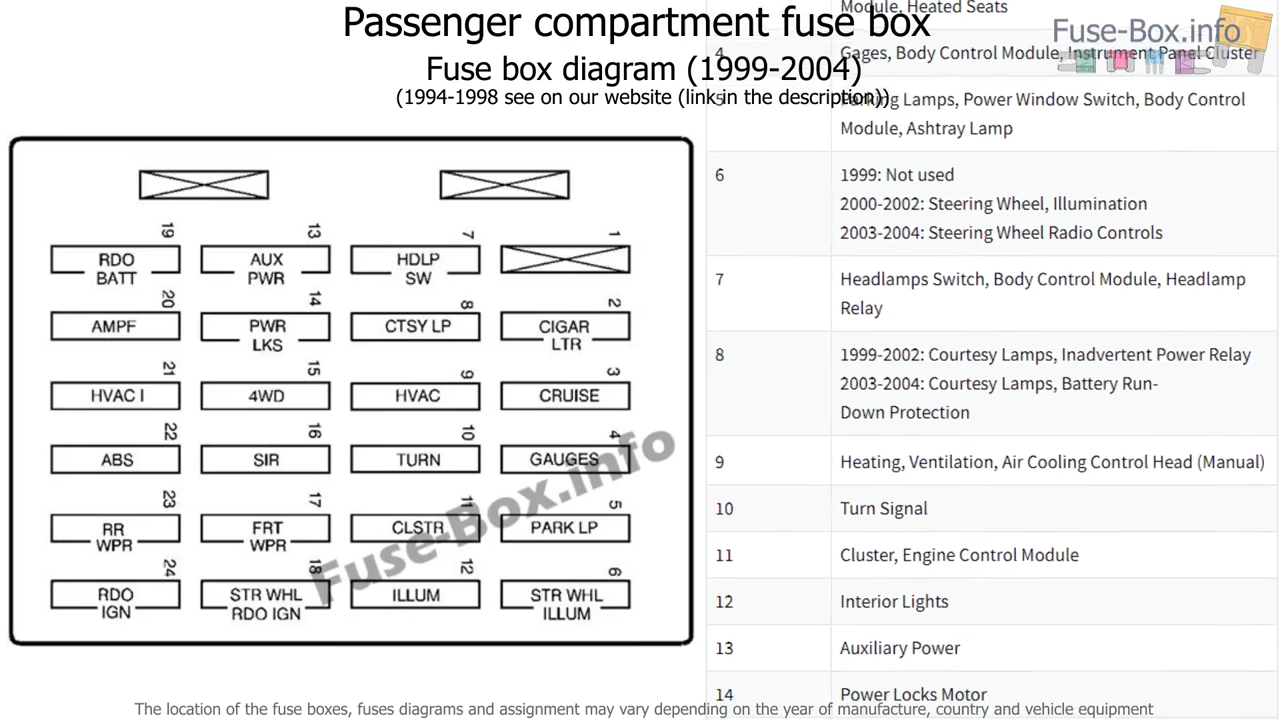 Passenger compartment fuse box
Fuse box diagram (1999-2004)
(1994-1998 see on our website (link in the description))
Fuse-Box.info
19
RDO
BATT
13
AUX
PWR
7
HDLP
SW
1
20
AMPF
14
PWR
LKS
8
CTSY LP
2
CIGAR
LTR
21
HVAC I
15
4WD
9
HVAC
3
CRUISE
22
ABS
16
SIR
10
TURN
4
GAUGES
23
RR
WPR
17
FRT
WPR
11
CLSTR
5
PARK LP
24
RDO
IGN
18
STR WHL
RDO IGN
12
ILLUM
6
STR WHL
ILLUM
Fuse-Box.info
Module, Heated Seats
4 Gages, Body Control Module, Instrument Panel Cluster
5 Parking Lamps, Power Window Switch, Body Control
Module, Ashtray Lamp
6 1999: Not used
2000-2002: Steering Wheel, Illumination
2003-2004: Steering Wheel Radio Controls
7 Headlamps Switch, Body Control Module, Headlamp
Relay
8 1999-2002: Courtesy Lamps, Inadvertent Power Relay
2003-2004: Courtesy Lamps, Battery Run-
Down Protection
9 Heating, Ventilation, Air Cooling Control Head (Manual)
10 Turn Signal
11 Cluster, Engine Control Module
12 Interior Lights
13 Auxiliary Power
14 Power Locks Motor
The location of the fuse boxes, fuses diagrams and assignment may vary depending on the year of manufacture, country and vehicle equipment